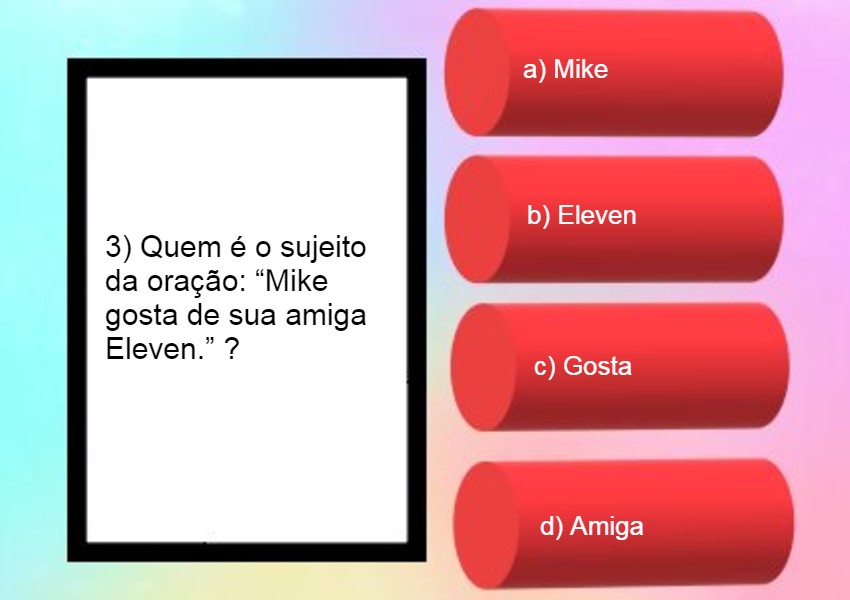 3) Quem é o sujeito
da oração: “Mike
gosta de sua amiga
Eleven.” ?
a) Mike
b) Eleven
c) Gosta
d) Amiga